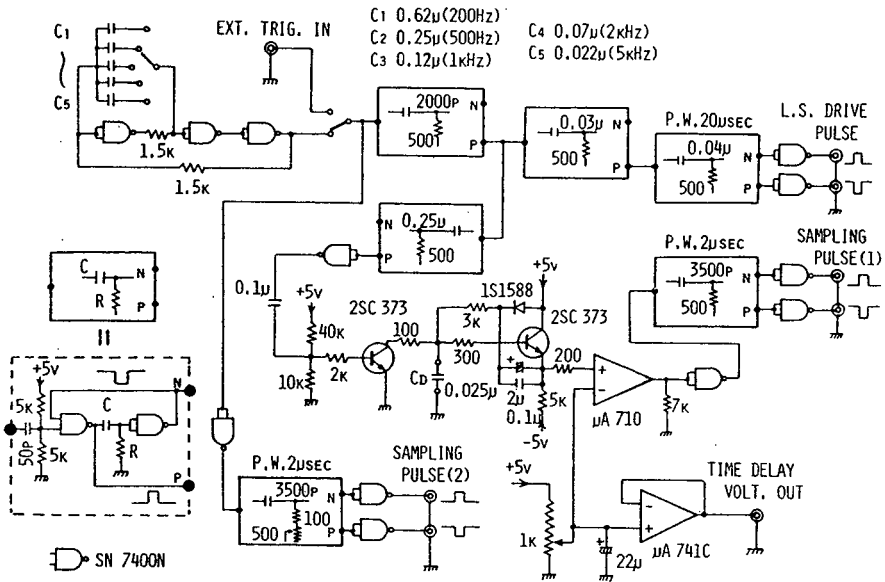 C1
C5
EXT. TRIG. IN
C1 0.62μ(200Hz)
C2 0.25μ(500Hz)
C3 0.12μ(1kHz)
C4 0.07μ(2kHz)
C5 0.022μ(5kHz)
1.5K
1.5K
2000P
N
500
P
0.03μ
N
500
P
P.W.20μSEC
0.04μ
N
500
P
L.S. DRIVE
PULSE
0.25μ
N
500
P
P.W.2μSEC
3500P
N
500
P
SAMPLING
PULSE(1)
C
N
R
P
0.1μ
+5V
40K
10K
2K
2SC 373
100
CD
0.025μ
3K
300
1S1588
+5V
2SC 373
+
2μ
0.1μ
200
5K
-5V
+
-
μA 710
7K
+5V
5K
50P
5K
C
R
N
P
P.W.2μSEC
3500P
N
100
500
P
SAMPLING
PULSE(2)
+5V
1K
+
22μ
-
+
μA 741C
TIME DELAY
VOLT. OUT
SN 7400N